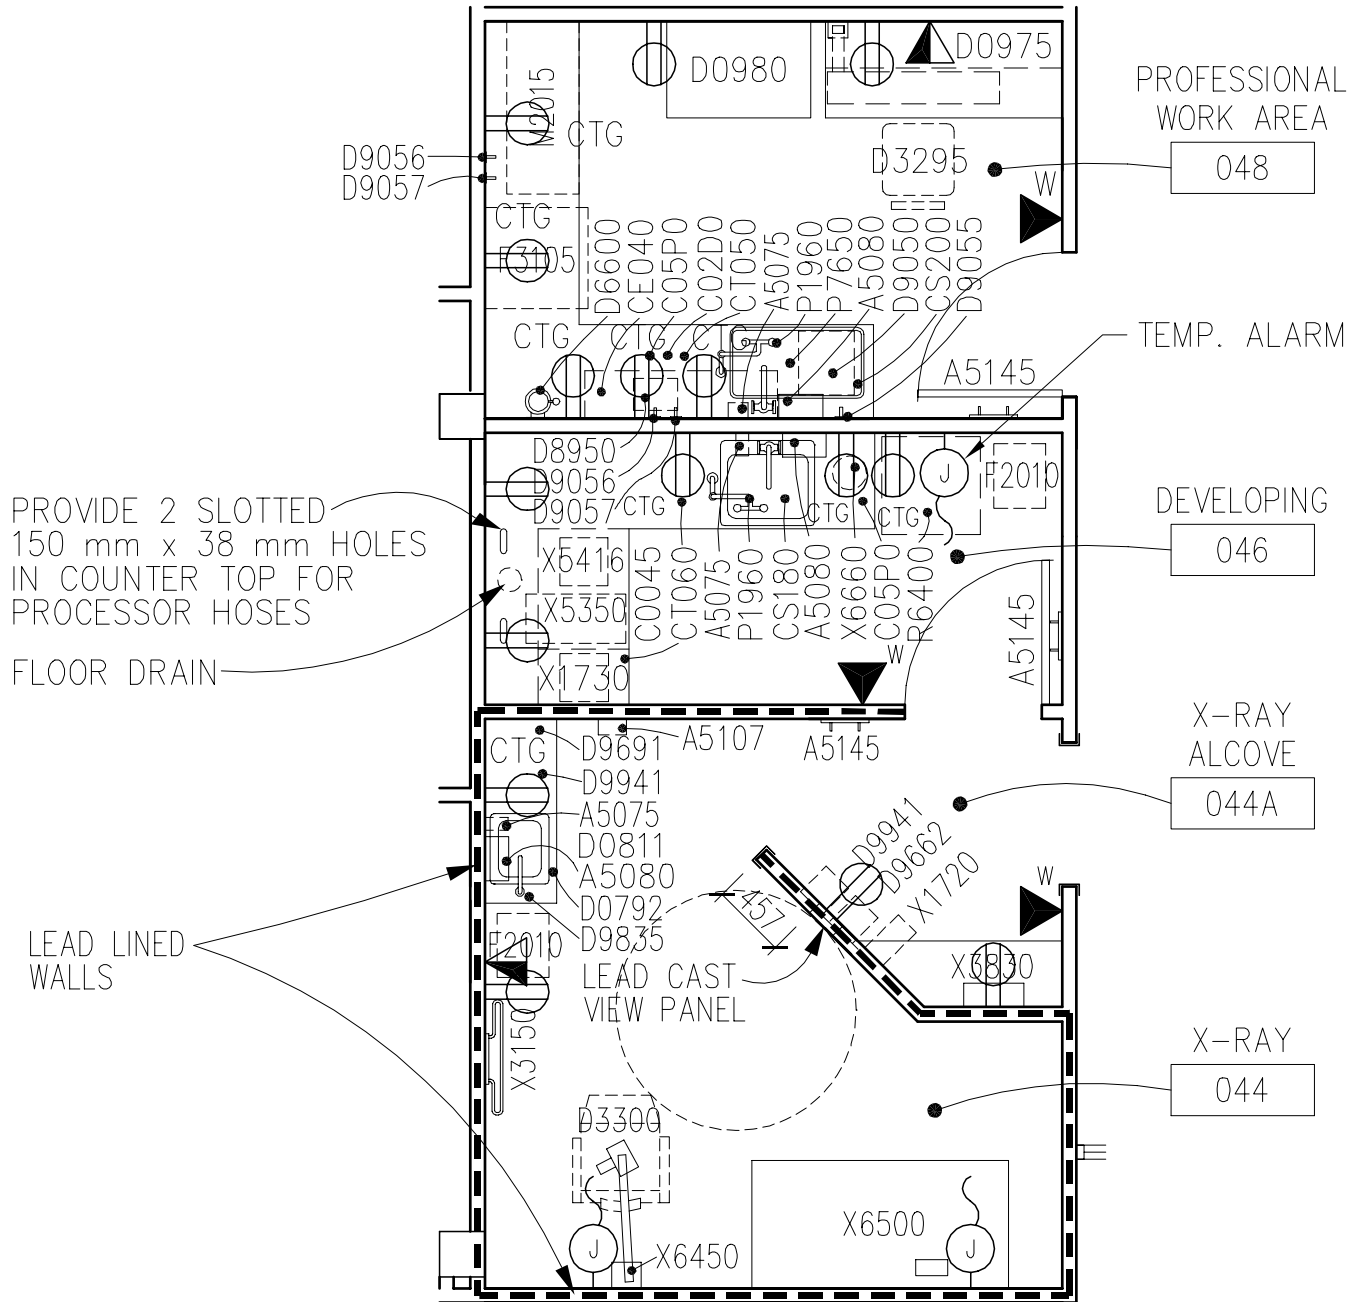 D0980
D0975
M2015
CTG
D9056
D9057
D3295
PROFESSIONAL
WORK AREA
048
W
CTG
F3105
D6600
CE040
C05P0
C02D0
CT050
A5075
P1960
P7650
A5080
D9050
CS200
D9055
CTG
CTG
CTG
TEMP. ALARM
A5145
D8950
D9056
D9057
CTG
CTG
CTG
J
F2010
PROVIDE 2 SLOTTED
150 mm x 38 mm HOLES
IN COUNTER TOP FOR
PROCESSOR HOSES
FLOOR DRAIN
X5416
X5350
X1730
C0045
CT060
A5075
P1960
CS180
A5080
X6660
C05P0
R6400
DEVELOPING
046
A5145
W
CTG
D9691
A5107
A5145
D9941
A5075
D0811
A5080
D0792
D9835
F2010
X-RAY
ALCOVE
044A
D9941
D9662
X1720
457
W
LEAD LINED
WALLS
LEAD CAST
VIEW PANEL
X3830
X3150
X-RAY
044
D3300
J
X6450
X6500
J